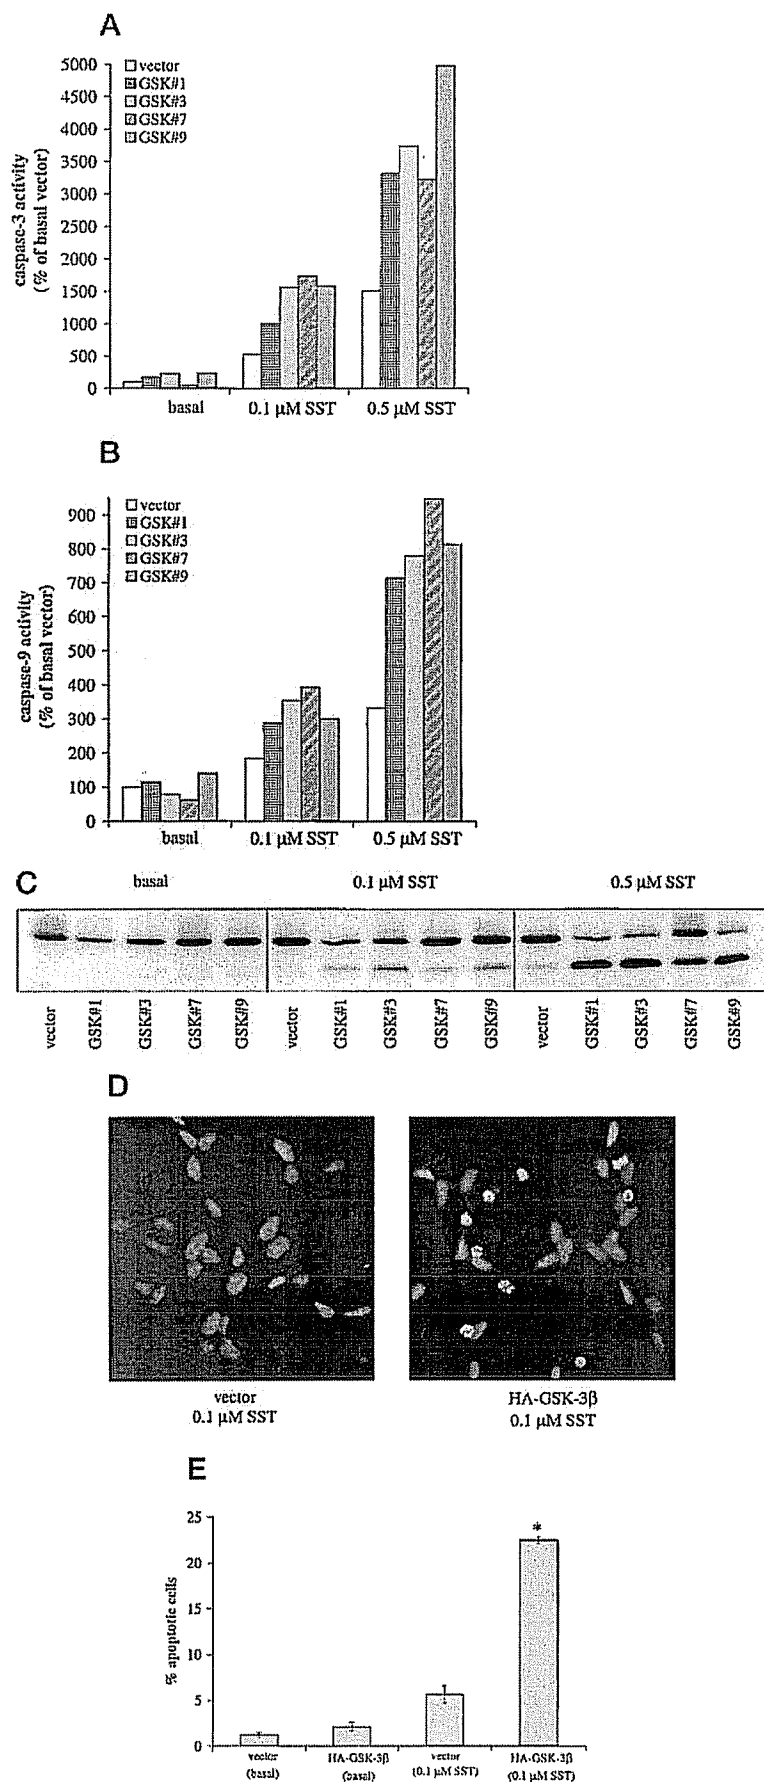 A
5000
4500
4000
3500
3000
2500
2000
1500
1000
500
0
caspase-3 activity
(% of basal vector)
vector
GSK#1
GSK#3
GSK#7
GSK#9
basal
0.1 µM SST
0.5 µM SST
B
900
800
700
600
500
400
300
200
100
0
caspase-9 activity
(% of basal vector)
vector
GSK#1
GSK#3
GSK#7
GSK#9
basal
0.1 µM SST
0.5 µM SST
C
basal
0.1 µM SST
0.5 µM SST
vector
GSK#1
GSK#3
GSK#7
GSK#9
vector
GSK#1
GSK#3
GSK#7
GSK#9
vector
GSK#1
GSK#3
GSK#7
GSK#9
D
vector
0.1 µM SST
HA-GSK-3β
0.1 µM SST
E
25
20
15
10
5
0
% apoptotic cells
*
vector
(basal)
HA-GSK-3β
(basal)
vector
(0.1 µM SST)
HA-GSK-3β
(0.1 µM SST)